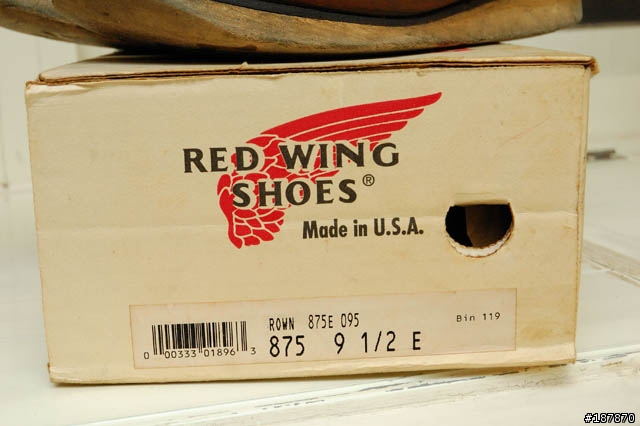 RED WING
SHOES®
Made in U.S.A.
ROWN 875E 095
Bin 119
875 9 1/2 E
0 00333 01896 3
#187870